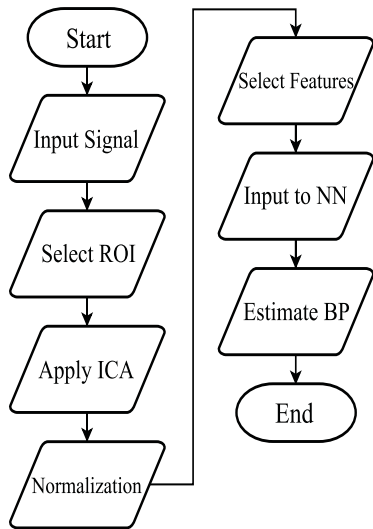 Start
Input Signal
Select ROI
Apply ICA
Normalization
Select Features
Input to NN
Estimate BP
End